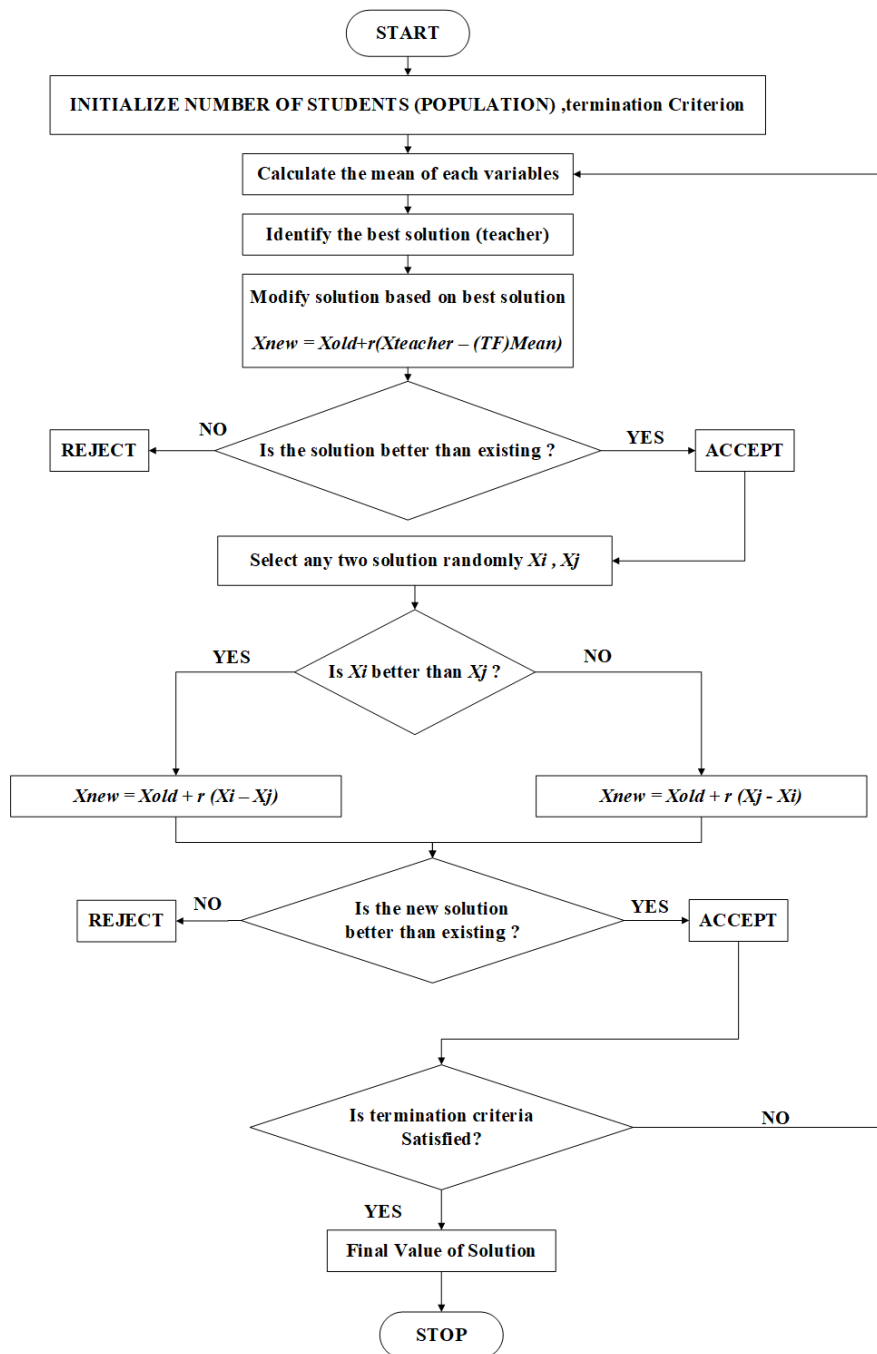 START
INITIALIZE NUMBER OF STUDENTS (POPULATION) ,termination Criterion
Calculate the mean of each variables
Identify the best solution (teacher)
Modify solution based on best solution
Xnew = Xold+r(Xteacher – (TF)Mean)
NO
YES
REJECT
Is the solution better than existing ?
ACCEPT
Select any two solution randomly Xi , Xj
YES
NO
Is Xi better than Xj ?
Xnew = Xold + r (Xi – Xj)
Xnew = Xold + r (Xj - Xi)
NO
YES
REJECT
Is the new solution
better than existing ?
ACCEPT
Is termination criteria
Satisfied?
NO
YES
Final Value of Solution
STOP